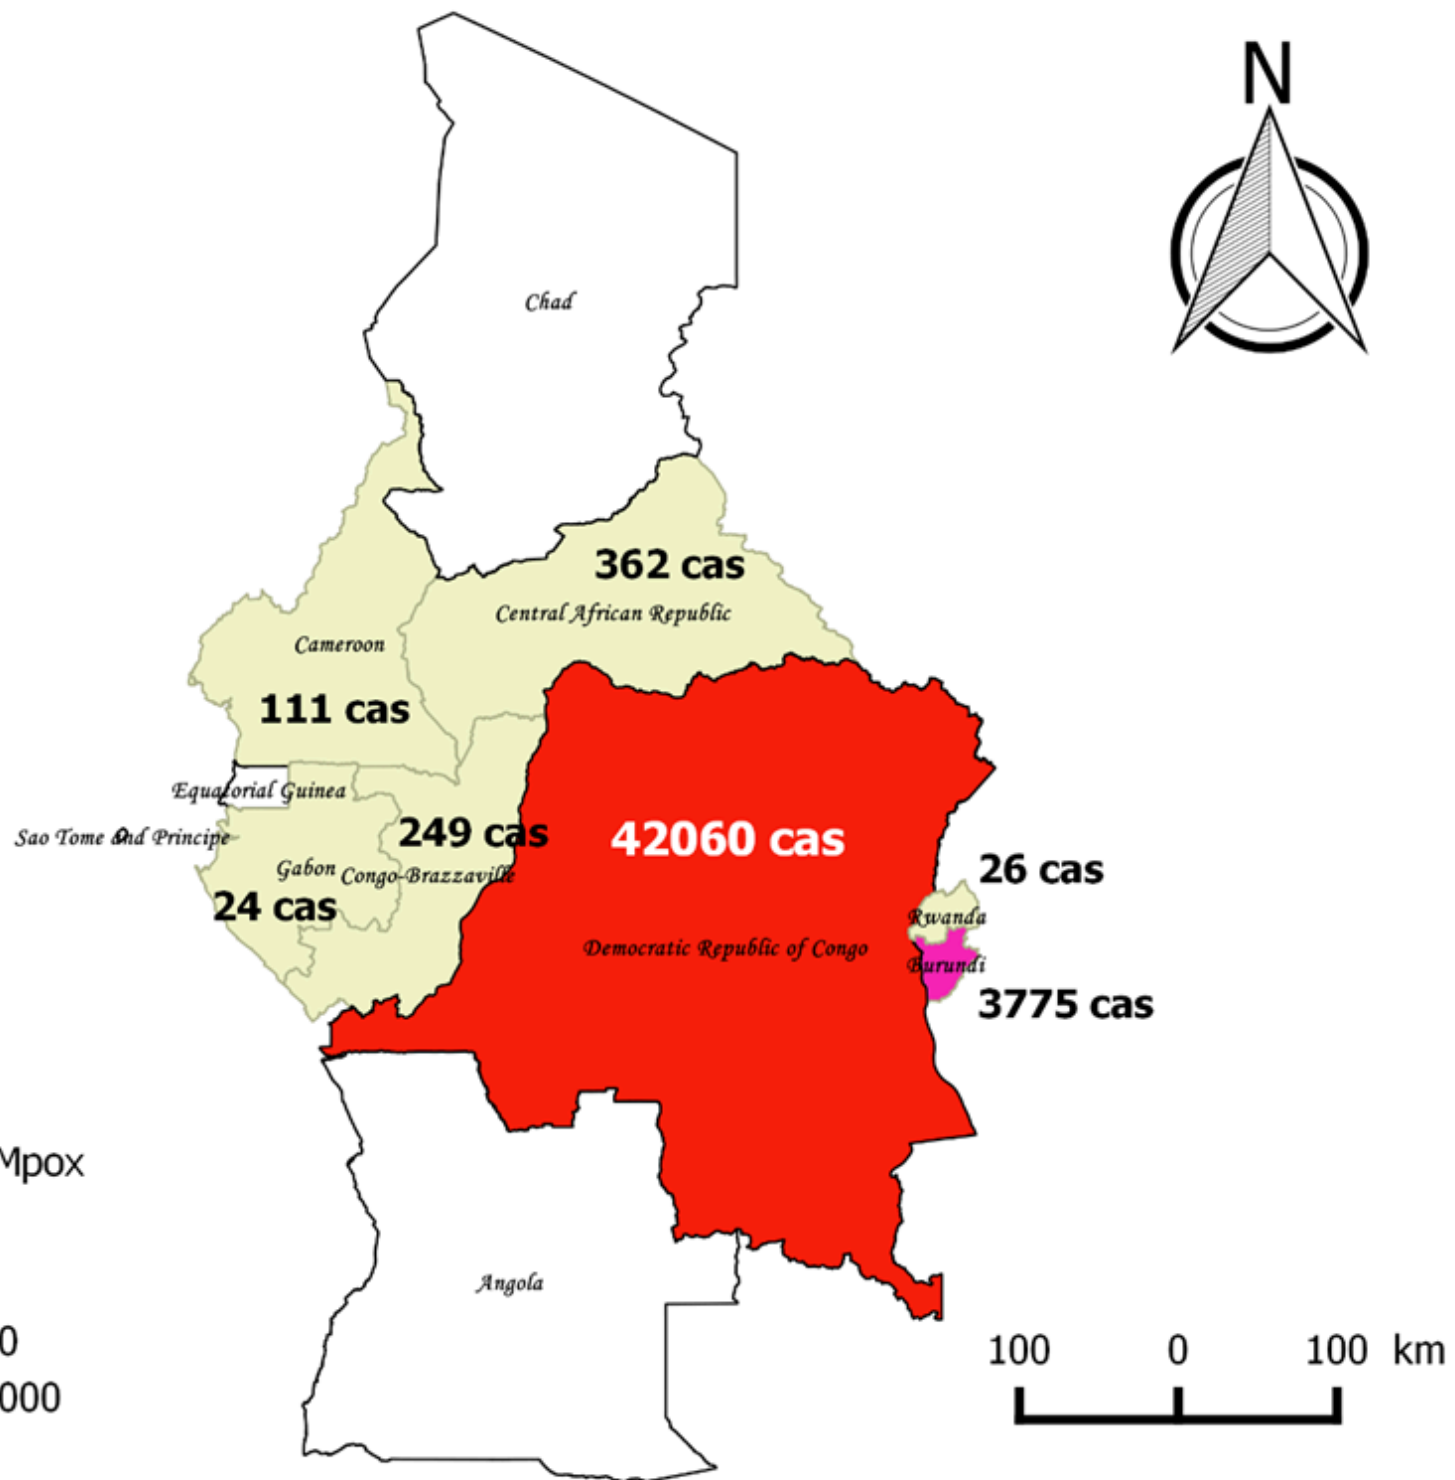 N
Chad
362 cas
Central African Republic
Cameroon
111 cas
Equatorial Guinea
Sao Tome and Principe
249 cas
42060 cas
Gabon
Congo-Brazzaville
24 cas
26 cas
Rwanda
Democratic Republic of Congo
Burundi
3775 cas
Mpox
Angola
0
000
100 0 100 km